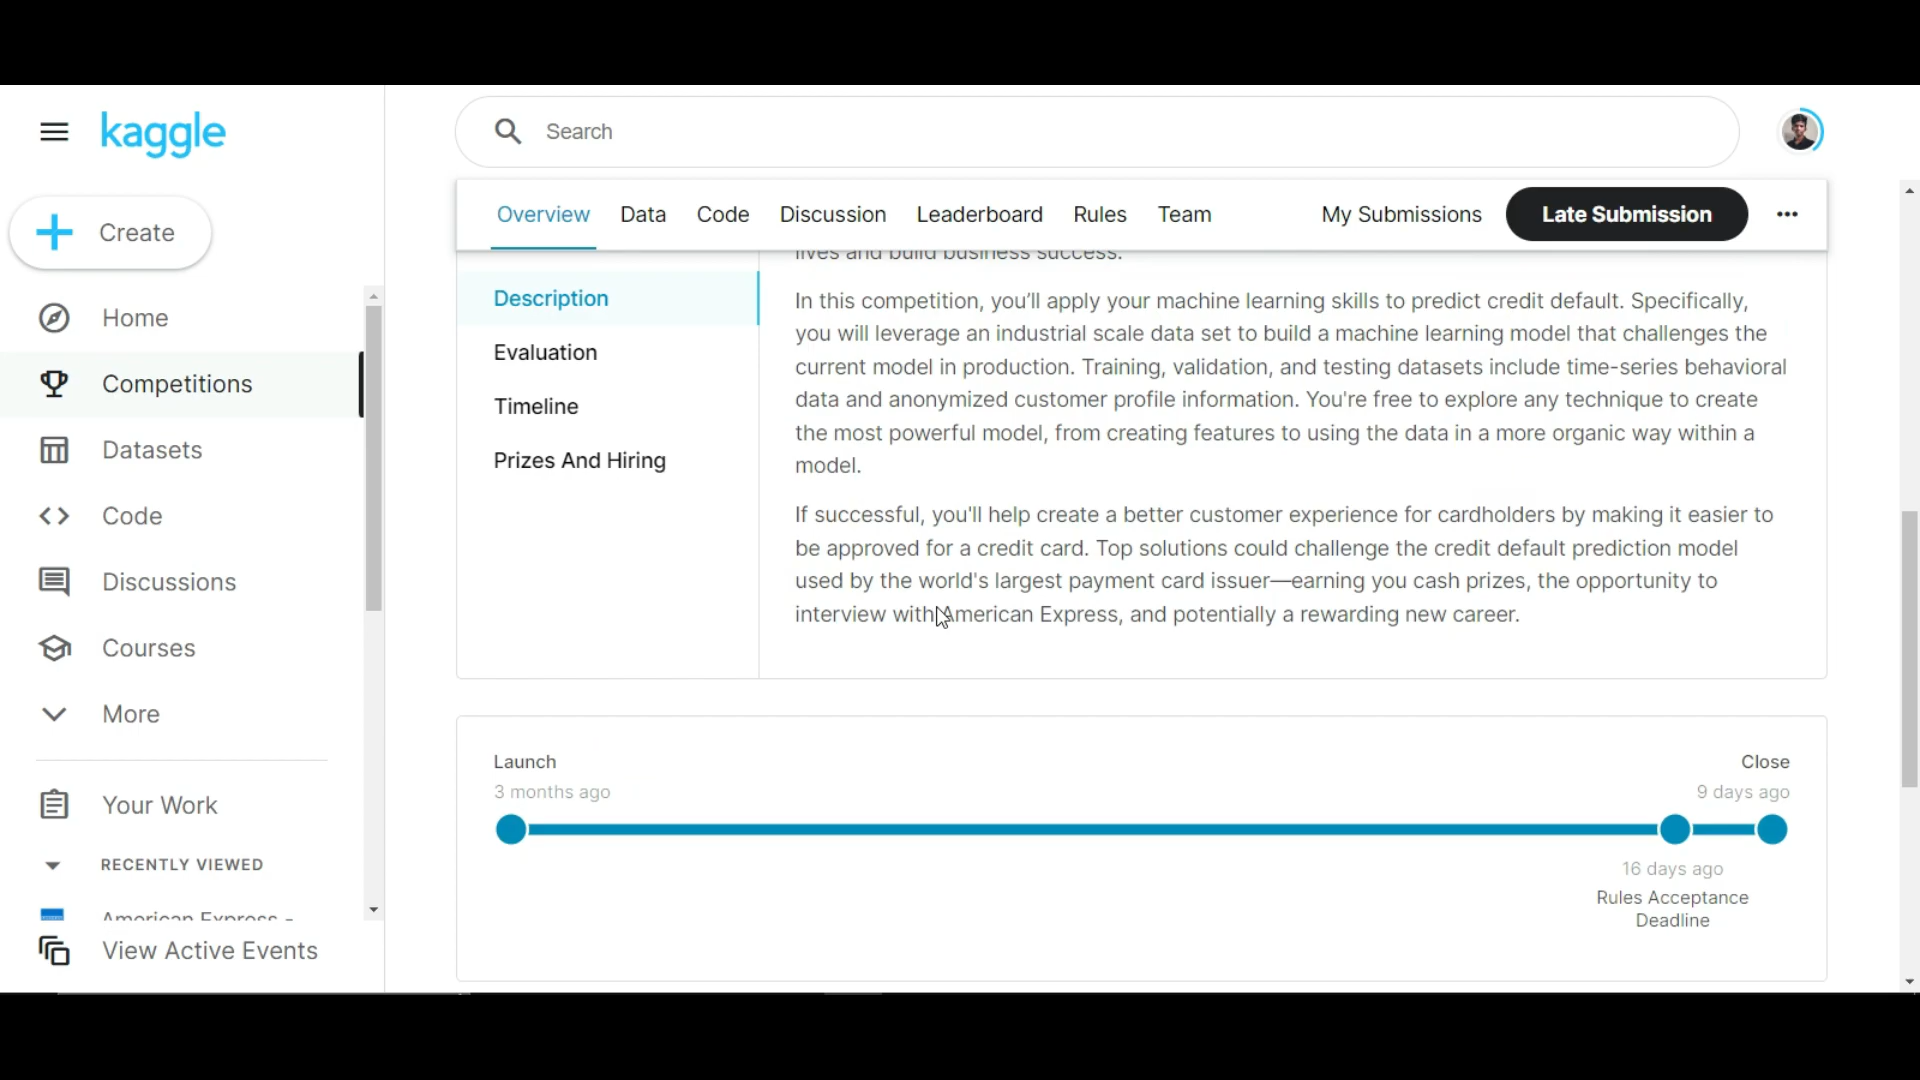 kaggle
Search
Create
Overview Data Code Discussion Leaderboard Rules Team My Submissions Late Submission
Home
Competitions
Datasets
Code
Discussions
Courses
More
Your Work
RECENTLY VIEWED
American Express -
View Active Events
Description
Evaluation
Timeline
Prizes And Hiring
lives and build business success.
In this competition, you'll apply your machine learning skills to predict credit default. Specifically,
you will leverage an industrial scale data set to build a machine learning model that challenges the
current model in production. Training, validation, and testing datasets include time-series behavioral
data and anonymized customer profile information. You're free to explore any technique to create
the most powerful model, from creating features to using the data in a more organic way within a
model.
If successful, you'll help create a better customer experience for cardholders by making it easier to
be approved for a credit card. Top solutions could challenge the credit default prediction model
used by the world's largest payment card issuer—earning you cash prizes, the opportunity to
interview with American Express, and potentially a rewarding new career.
Launch
3 months ago
Close
9 days ago
16 days ago
Rules Acceptance
Deadline